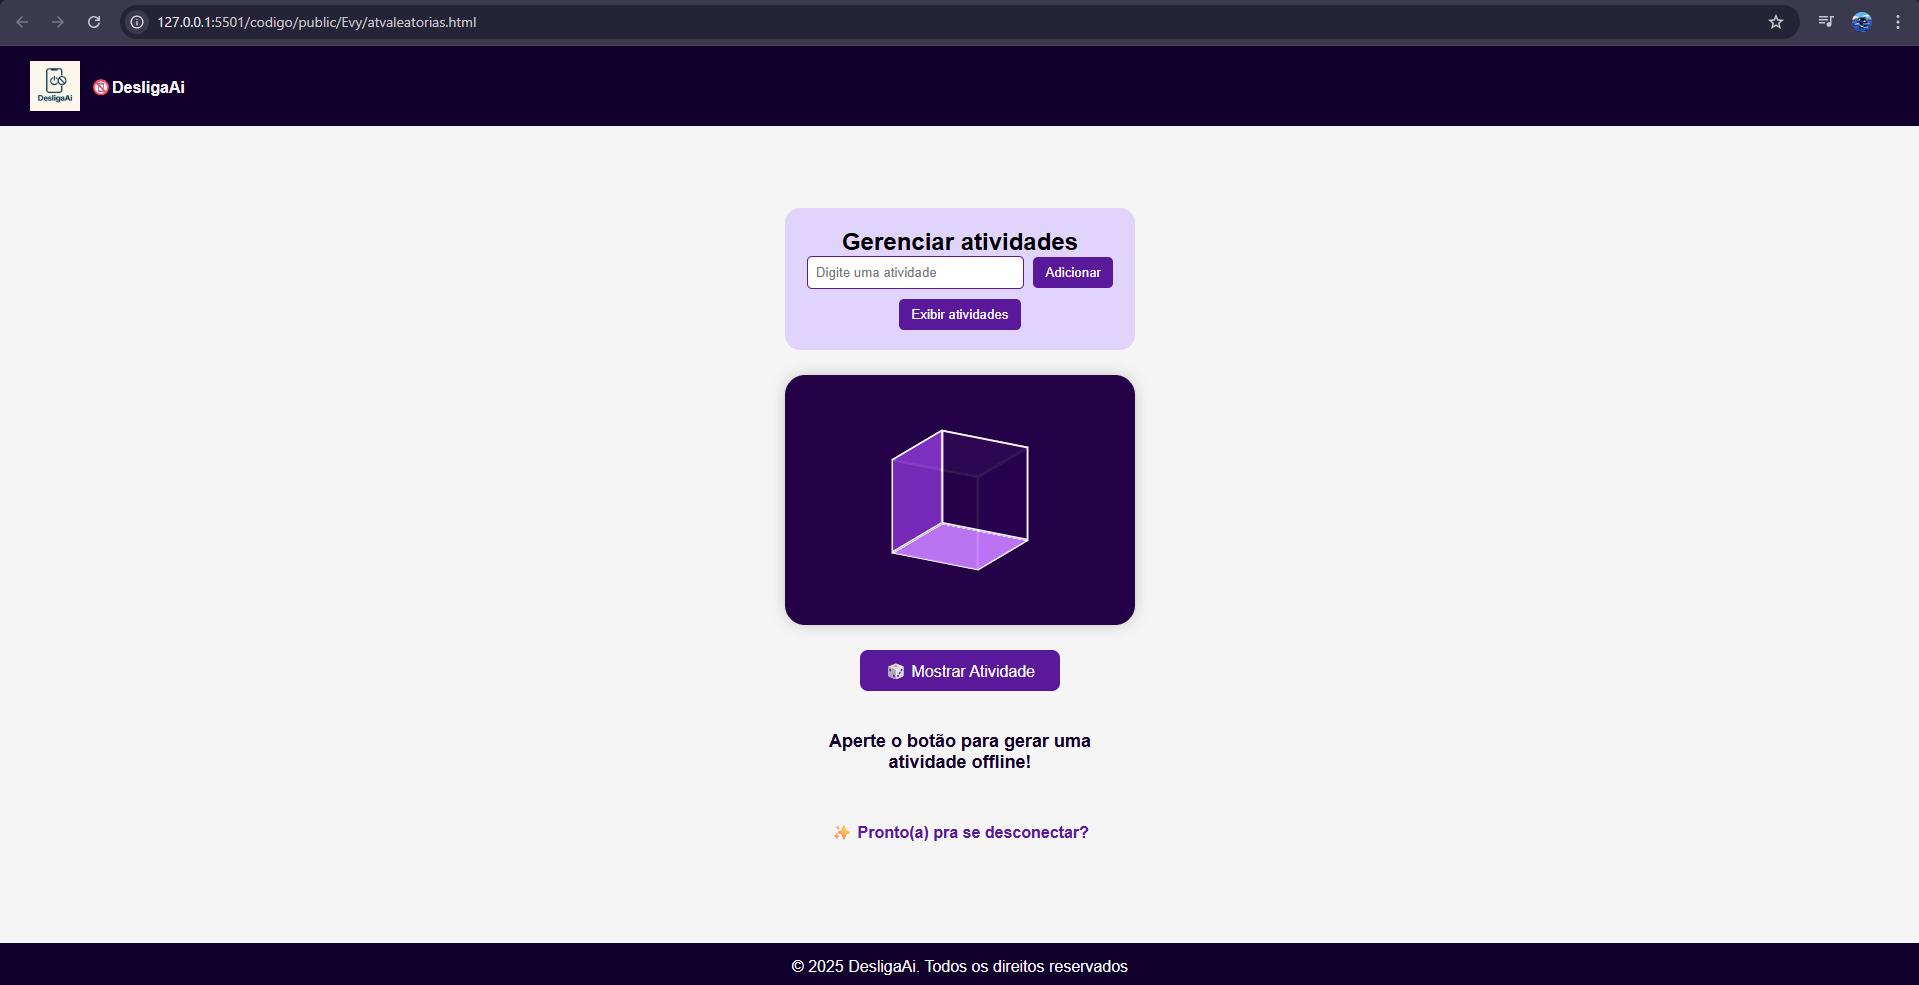 127.0.0.1:5501/codigo/public/Evy/atvaleatorias.html
DesligaAi
DesligaAi
Gerenciar atividades
Digite uma atividade
Adicionar
Exibir atividades
Mostrar Atividade
Aperte o botão para gerar uma
atividade offline!
✨ Pronto(a) pra se desconectar?
© 2025 DesligaAi. Todos os direitos reservados